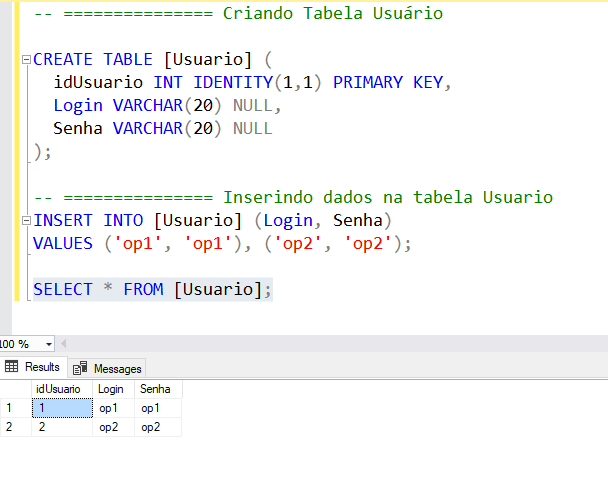 -- =============== Criando Tabela Usuário
CREATE TABLE [Usuario] (
idUsuario INT IDENTITY(1,1) PRIMARY KEY,
Login VARCHAR(20) NULL,
Senha VARCHAR(20) NULL
);
-- =============== Inserindo dados na tabela Usuario
INSERT INTO [Usuario] (Login, Senha)
VALUES ('op1', 'op1'), ('op2', 'op2');
SELECT * FROM [Usuario];
100 %
Results Messages
idUsuario Login Senha
1 1 op1 op1
2 2 op2 op2